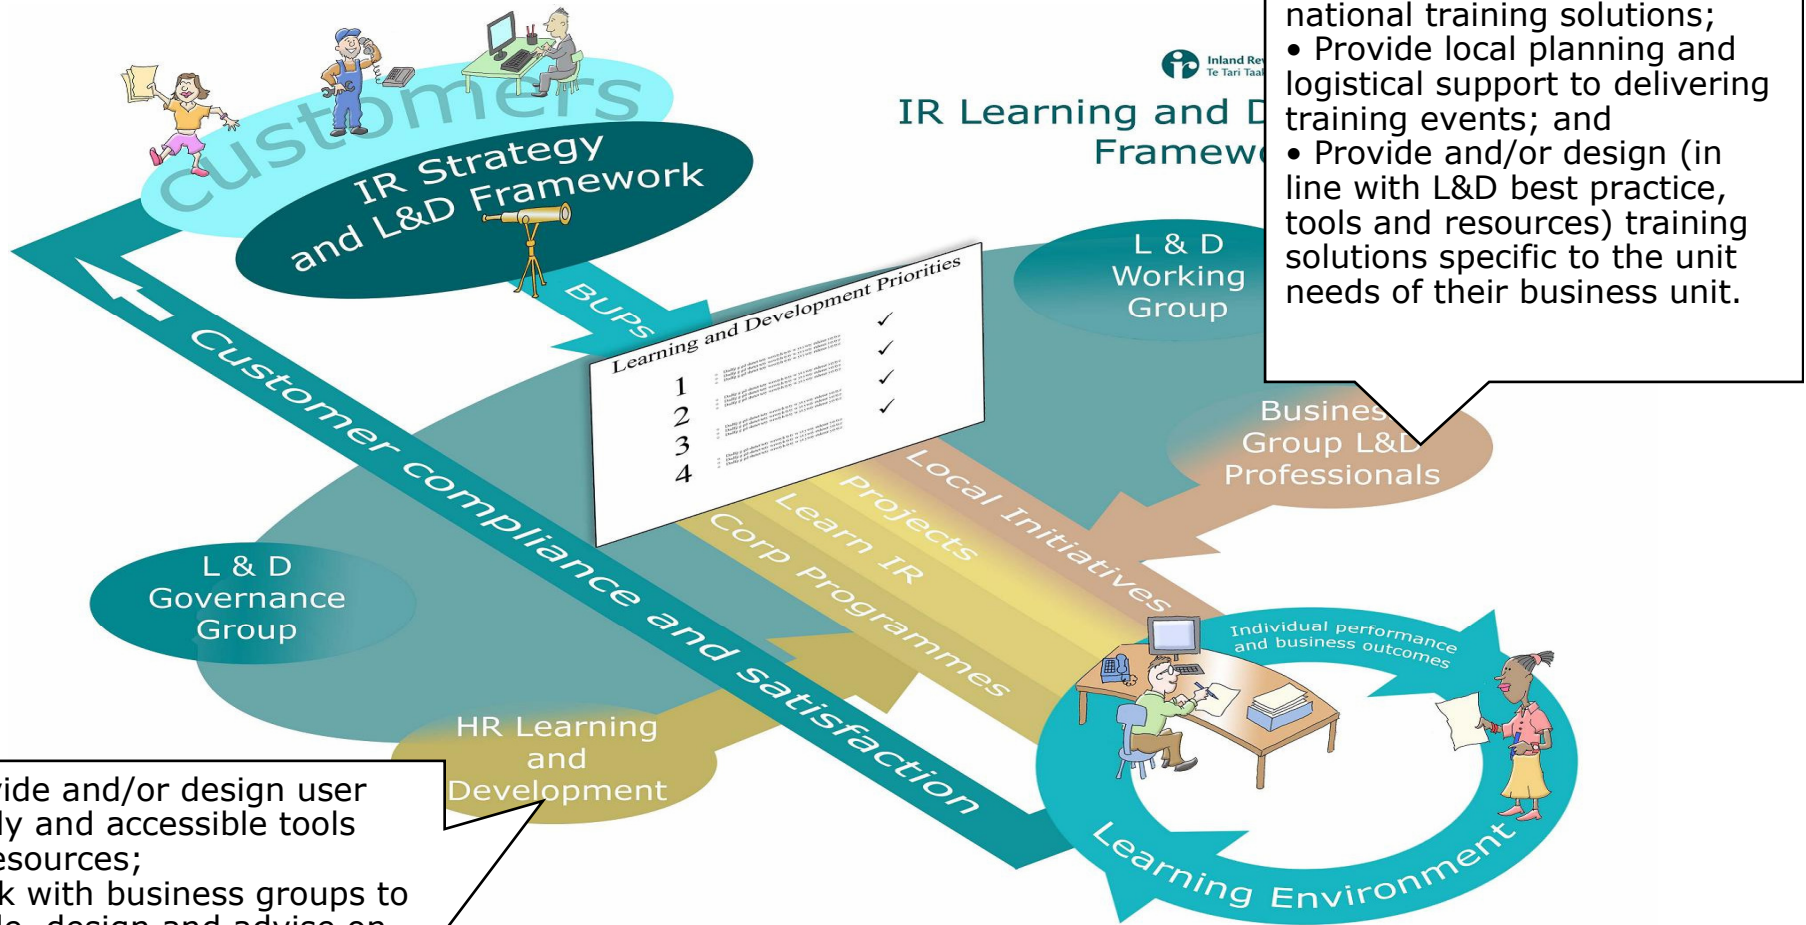 national training solutions;
• Provide local planning and
logistical support to delivering
training events; and
• Provide and/or design (in
line with L&D best practice,
tools and resources) training
solutions specific to the unit
needs of their business unit.
Inland Re
Te Tari Taa
IR Learning and D
Framew
customers
IR Strategy
and L&D Framework
BUPs
Learning and Development Priorities
1
2
3
4
L & D
Working
Group
Busines
Group L&D
Professionals
Local Initiatives
Projects
Learn IR
Corp Programmes
Customer compliance and satisfaction
L & D
Governance
Group
HR Learning
and
Development
Individual performance
and business outcomes
Learning Environment
vide and/or design user
ly and accessible tools
esources;
k with business groups to
design and advise on